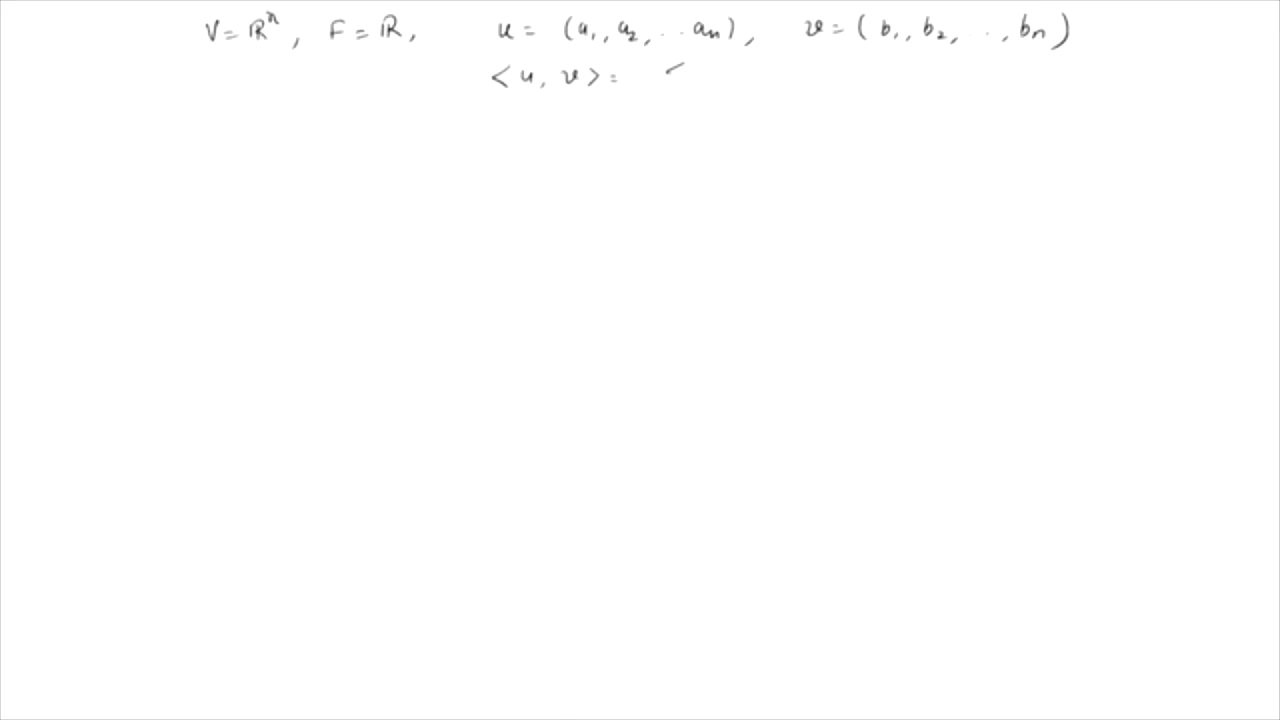 V = ℝⁿ, F = ℝ, u = (a₁, a₂, ... aₙ), v = (b₁, b₂, ..., bₙ)
<u, v> =